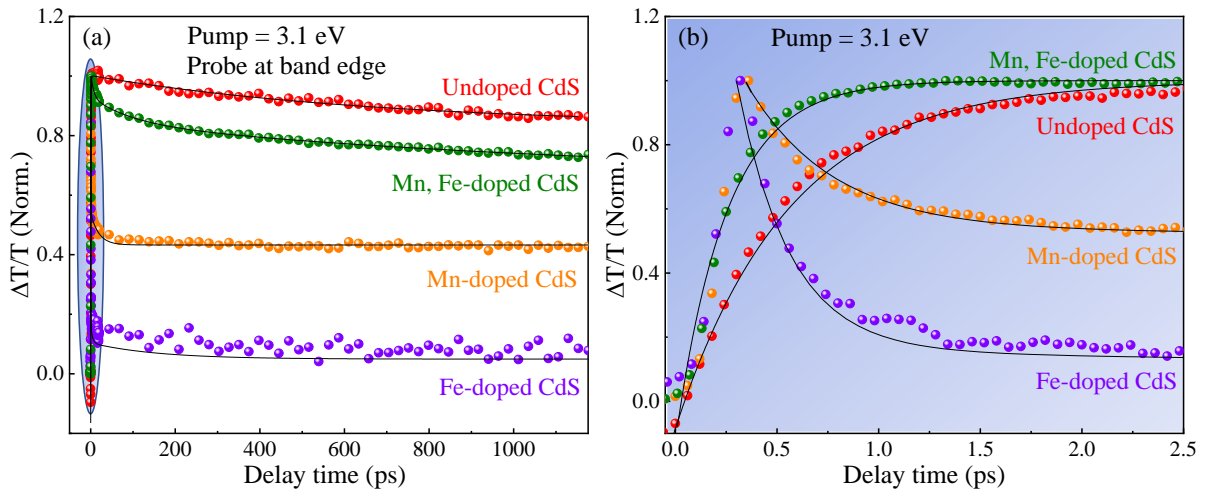 (a)
Pump = 3.1 eV
Probe at band edge
Undoped CdS
Mn, Fe-doped CdS
Mn-doped CdS
Fe-doped CdS
1.2
0.8
0.4
0.0
ΔT/T (Norm.)
0 200 400 600 800 1000
Delay time (ps)
(b)
Pump = 3.1 eV
Mn, Fe-doped CdS
Undoped CdS
Mn-doped CdS
Fe-doped CdS
1.2
0.8
0.4
0.0
ΔT/T (Norm.)
0.0 0.5 1.0 1.5 2.0 2.5
Delay time (ps)